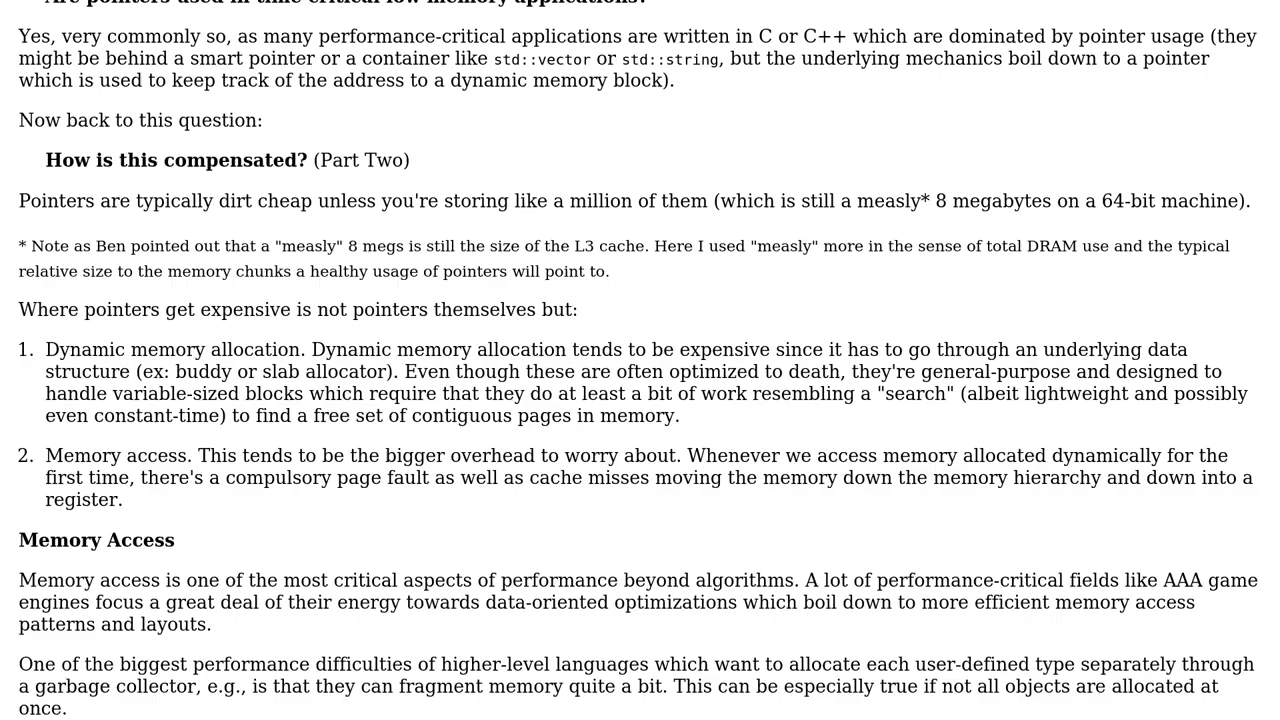 Are pointers used in time-critical low-memory applications?
Yes, very commonly so, as many performance-critical applications are written in C or C++ which are dominated by pointer usage (they
might be behind a smart pointer or a container like std::vector or std::string, but the underlying mechanics boil down to a pointer
which is used to keep track of the address to a dynamic memory block).
Now back to this question:
How is this compensated? (Part Two)
Pointers are typically dirt cheap unless you're storing like a million of them (which is still a measly* 8 megabytes on a 64-bit machine).
* Note as Ben pointed out that a "measly" 8 megs is still the size of the L3 cache. Here I used "measly" more in the sense of total DRAM use and the typical
relative size to the memory chunks a healthy usage of pointers will point to.
Where pointers get expensive is not pointers themselves but:
1. Dynamic memory allocation. Dynamic memory allocation tends to be expensive since it has to go through an underlying data
structure (ex: buddy or slab allocator). Even though these are often optimized to death, they're general-purpose and designed to
handle variable-sized blocks which require that they do at least a bit of work resembling a "search" (albeit lightweight and possibly
even constant-time) to find a free set of contiguous pages in memory.
2. Memory access. This tends to be the bigger overhead to worry about. Whenever we access memory allocated dynamically for the
first time, there's a compulsory page fault as well as cache misses moving the memory down the memory hierarchy and down into a
register.
Memory Access
Memory access is one of the most critical aspects of performance beyond algorithms. A lot of performance-critical fields like AAA game
engines focus a great deal of their energy towards data-oriented optimizations which boil down to more efficient memory access
patterns and layouts.
One of the biggest performance difficulties of higher-level languages which want to allocate each user-defined type separately through
a garbage collector, e.g., is that they can fragment memory quite a bit. This can be especially true if not all objects are allocated at
once.